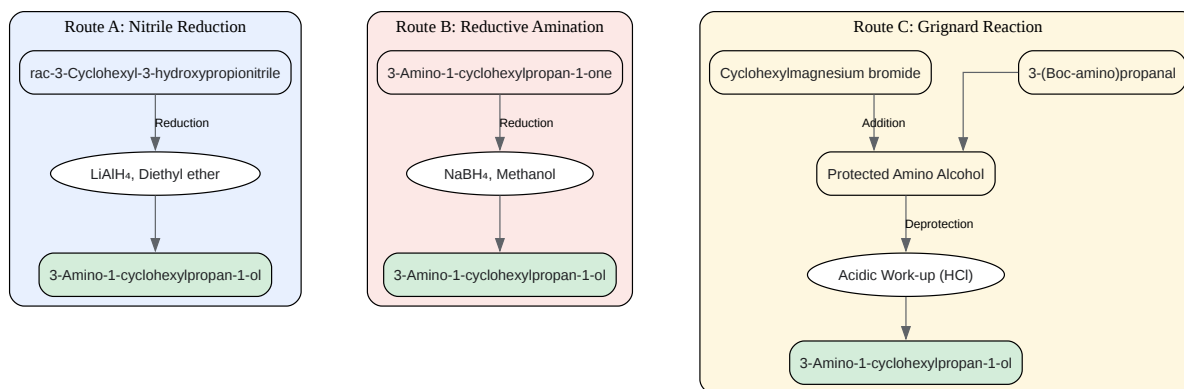 Route A: Nitrile Reduction
rac-3-Cyclohexyl-3-hydroxypropionitrile
Reduction
LiAlH₄, Diethyl ether
3-Amino-1-cyclohexylpropan-1-ol
Route B: Reductive Amination
3-Amino-1-cyclohexylpropan-1-one
Reduction
NaBH₄, Methanol
3-Amino-1-cyclohexylpropan-1-ol
Route C: Grignard Reaction
Cyclohexylmagnesium bromide
3-(Boc-amino)propanal
Addition
Protected Amino Alcohol
Deprotection
Acidic Work-up (HCl)
3-Amino-1-cyclohexylpropan-1-ol